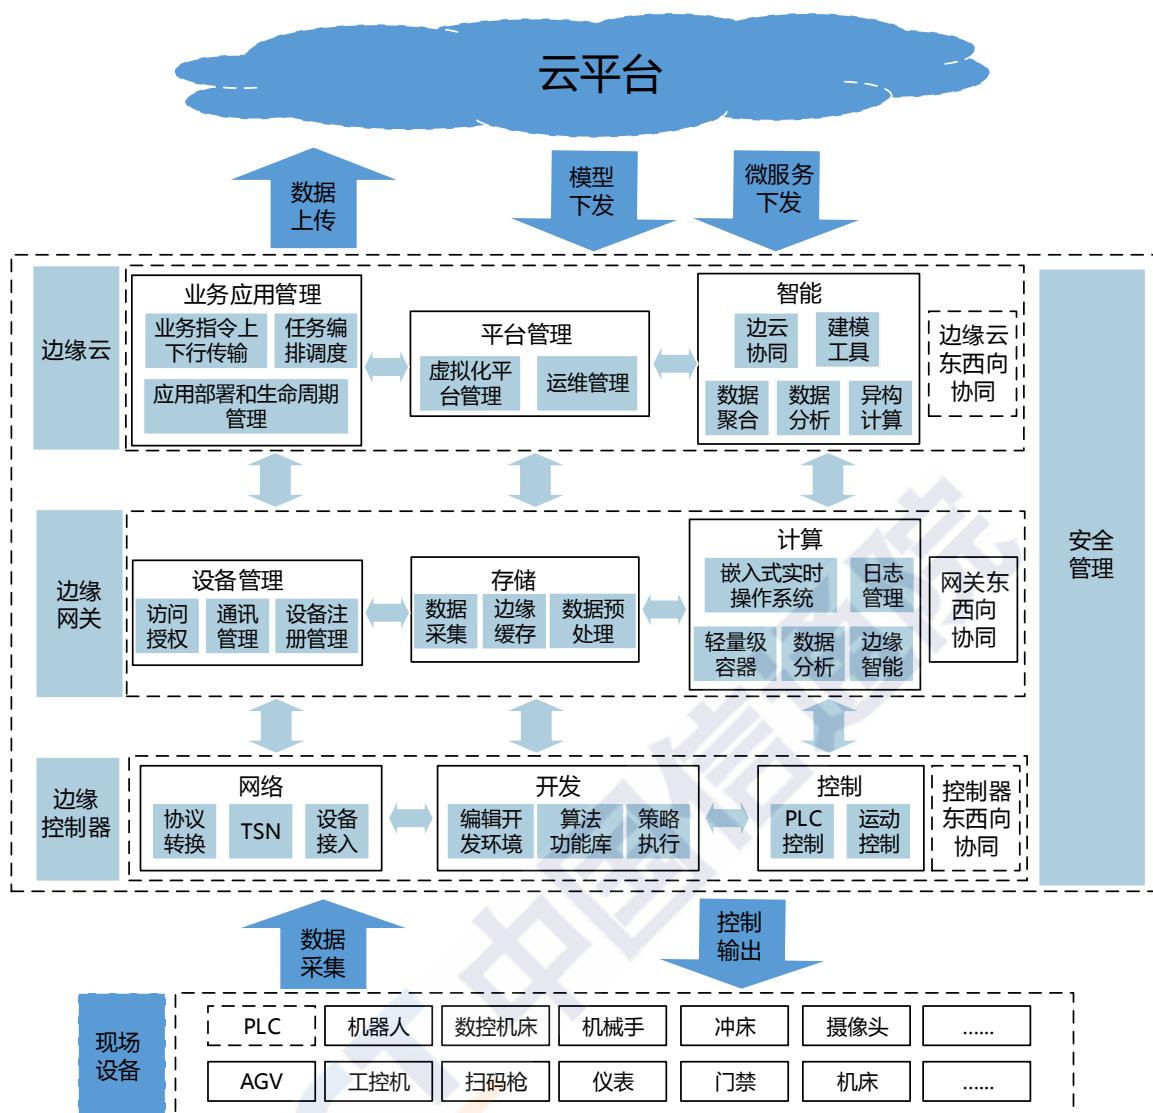 云平台
数据
上传
模型
下发
微服务
下发
边缘云
业务应用管理
业务指令上
下行传输
任务编
排调度
应用部署和生命周期
管理
平台管理
虚拟化平
台管理
运维管理
智能
边云
协同
建模
工具
数据
聚合
数据
分析
异构
计算
边缘云
东西向
协同
安全
管理
边缘
网关
设备管理
访问
授权
通讯
管理
设备注
册管理
存储
数据
采集
边缘
缓存
数据预
处理
计算
嵌入式实时
操作系统
日志
管理
轻量级
容器
数据
分析
边缘
智能
网关东
西向
协同
边缘
控制器
网络
协议
转换
TSN
设备
接入
开发
编辑开
发环境
算法
功能库
策略
执行
控制
PLC
控制
运动
控制
控制器
东西向
协同
数据
采集
控制
输出
现场
设备
PLC
机器人
数控机床
机械手
冲床
摄像头
......
AGV
工控机
扫码枪
仪表
门禁
机床
......
中国信通院